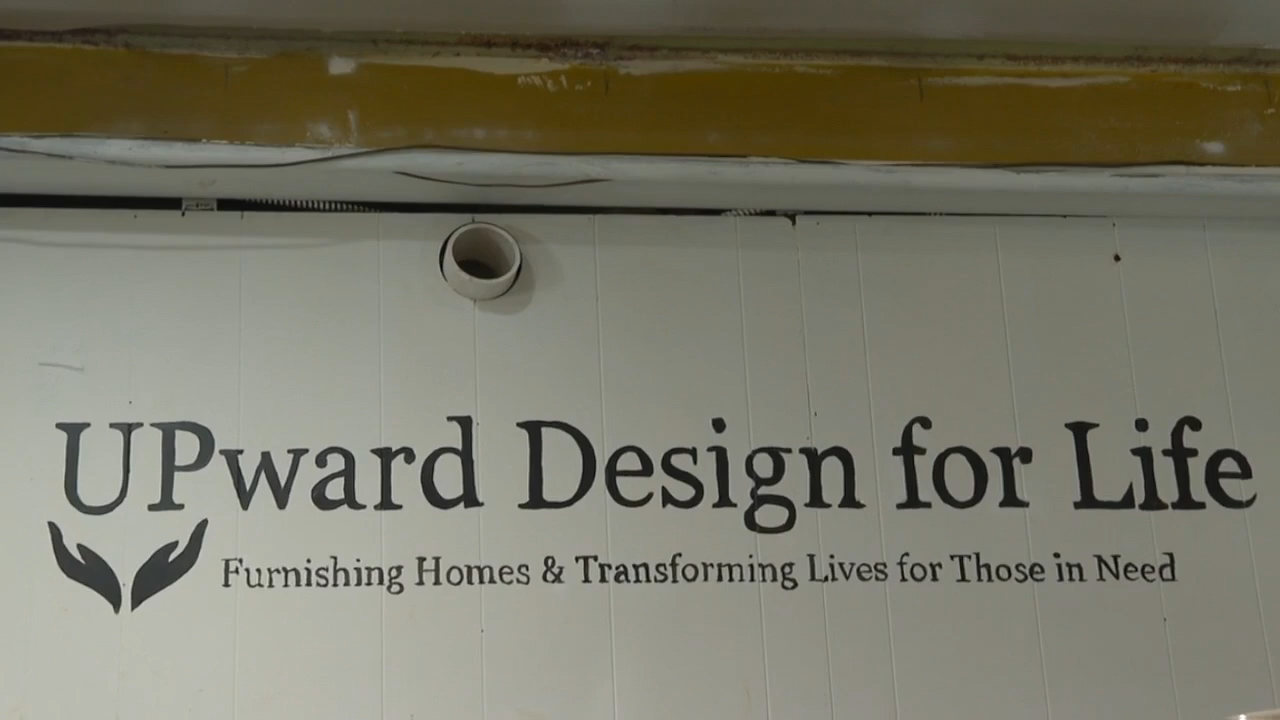 UPward Design for Life
Furnishing Homes & Transforming Lives for Those in Need